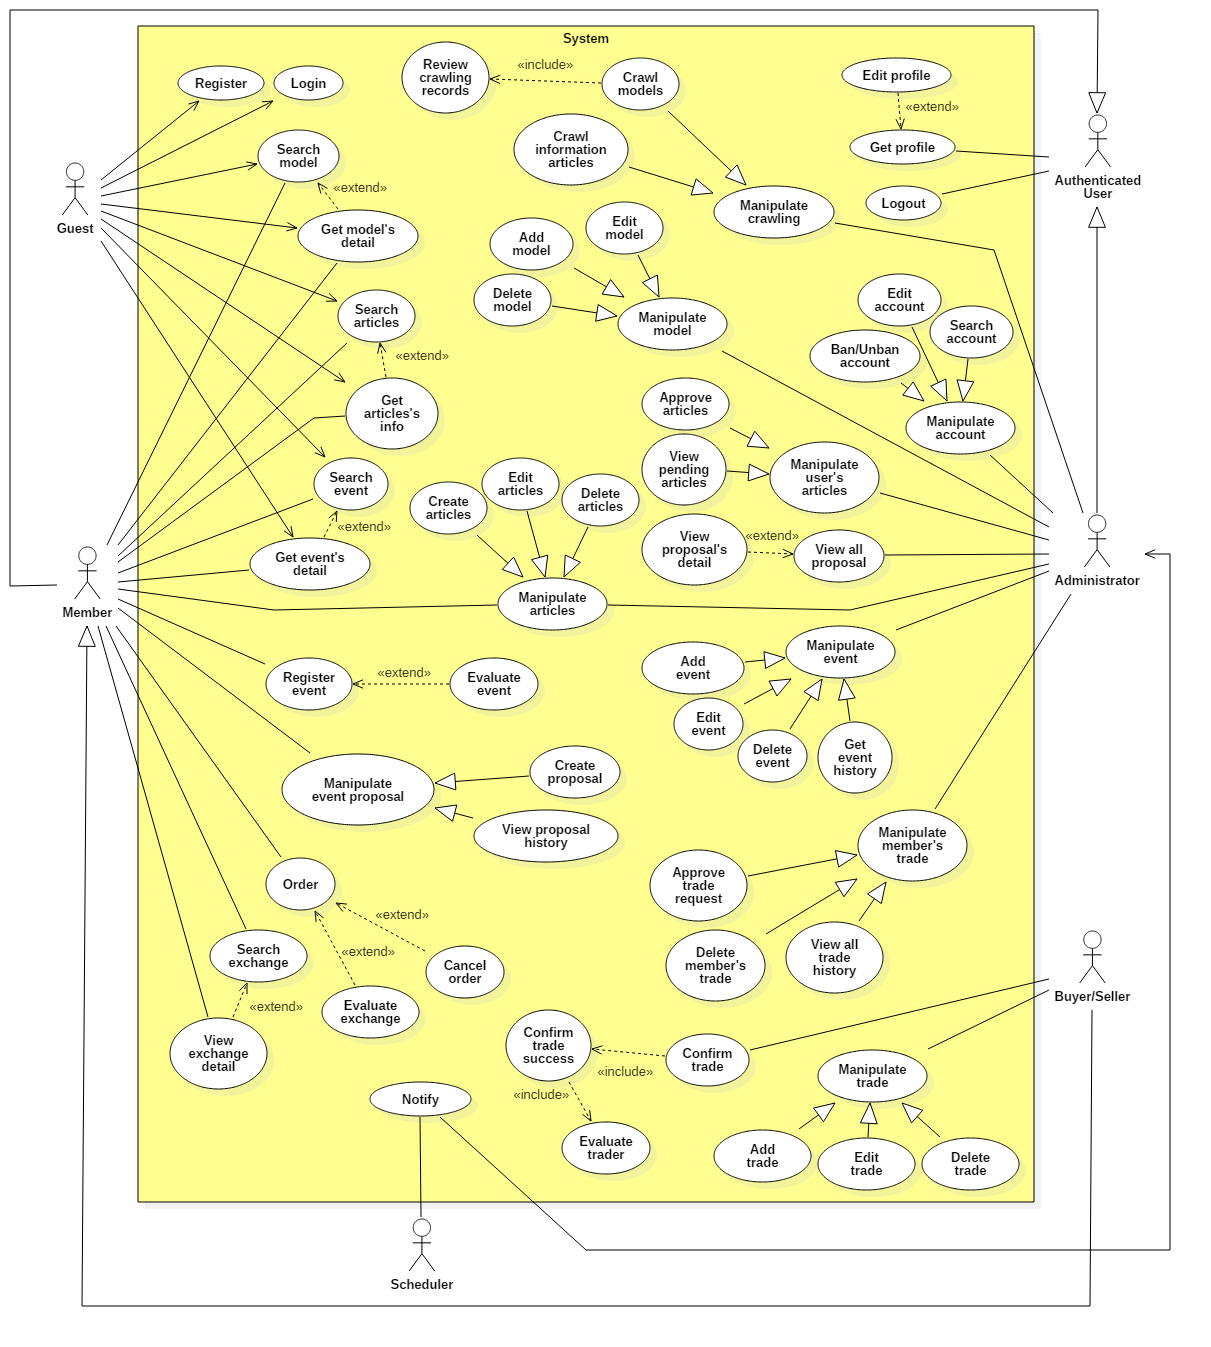 System
Register
Login
Review
crawling
records
«include»
Crawl
models
Edit profile
«extend»
Get profile
Crawl
information
articles
Search
model
«extend»
Guest
Get model's
detail
Manipulate
crawling
Logout
Authenticated
User
Add
model
Edit
model
Delete
model
Manipulate
model
Edit
account
Search
account
Ban/Unban
account
Manipulate
account
Search
articles
«extend»
Get
articles's
info
Approve
articles
View
pending
articles
Manipulate
user's
articles
Search
event
«extend»
Get event's
detail
Create
articles
Edit
articles
Delete
articles
Manipulate
articles
View
proposal's
detail
«extend»
View all
proposal
Member
Administrator
Register
event
«extend»
Evaluate
event
Add
event
Manipulate
event
Edit
event
Delete
event
Get
event
history
Manipulate
event proposal
Create
proposal
View proposal
history
Manipulate
member's
trade
Approve
trade
request
Delete
member's
trade
View all
trade
history
Order
«extend»
«extend»
Cancel
order
Search
exchange
«extend»
Evaluate
exchange
View
exchange
detail
Buyer/Seller
Confirm
trade
success
«include»
Confirm
trade
«include»
Evaluate
trader
Manipulate
trade
Add
trade
Edit
trade
Delete
trade
Notify
Scheduler